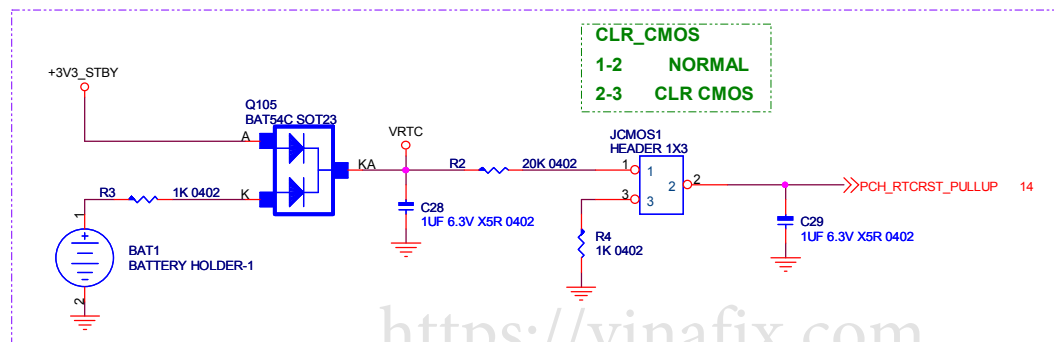 CLR_CMOS
1-2 NORMAL
2-3 CLR CMOS
+3V3_STBY
Q105
BAT54C SOT23
A
K
KA
VRTC
R2
20K 0402
JCMOS1
HEADER 1X3
1
1
2
2
3
3
PCH_RTCRST_PULLUP 14
R3
1K 0402
C28
1UF 6.3V X5R 0402
R4
1K 0402
C29
1UF 6.3V X5R 0402
1
BAT1
BATTERY HOLDER-1
2
https://vinafix.com